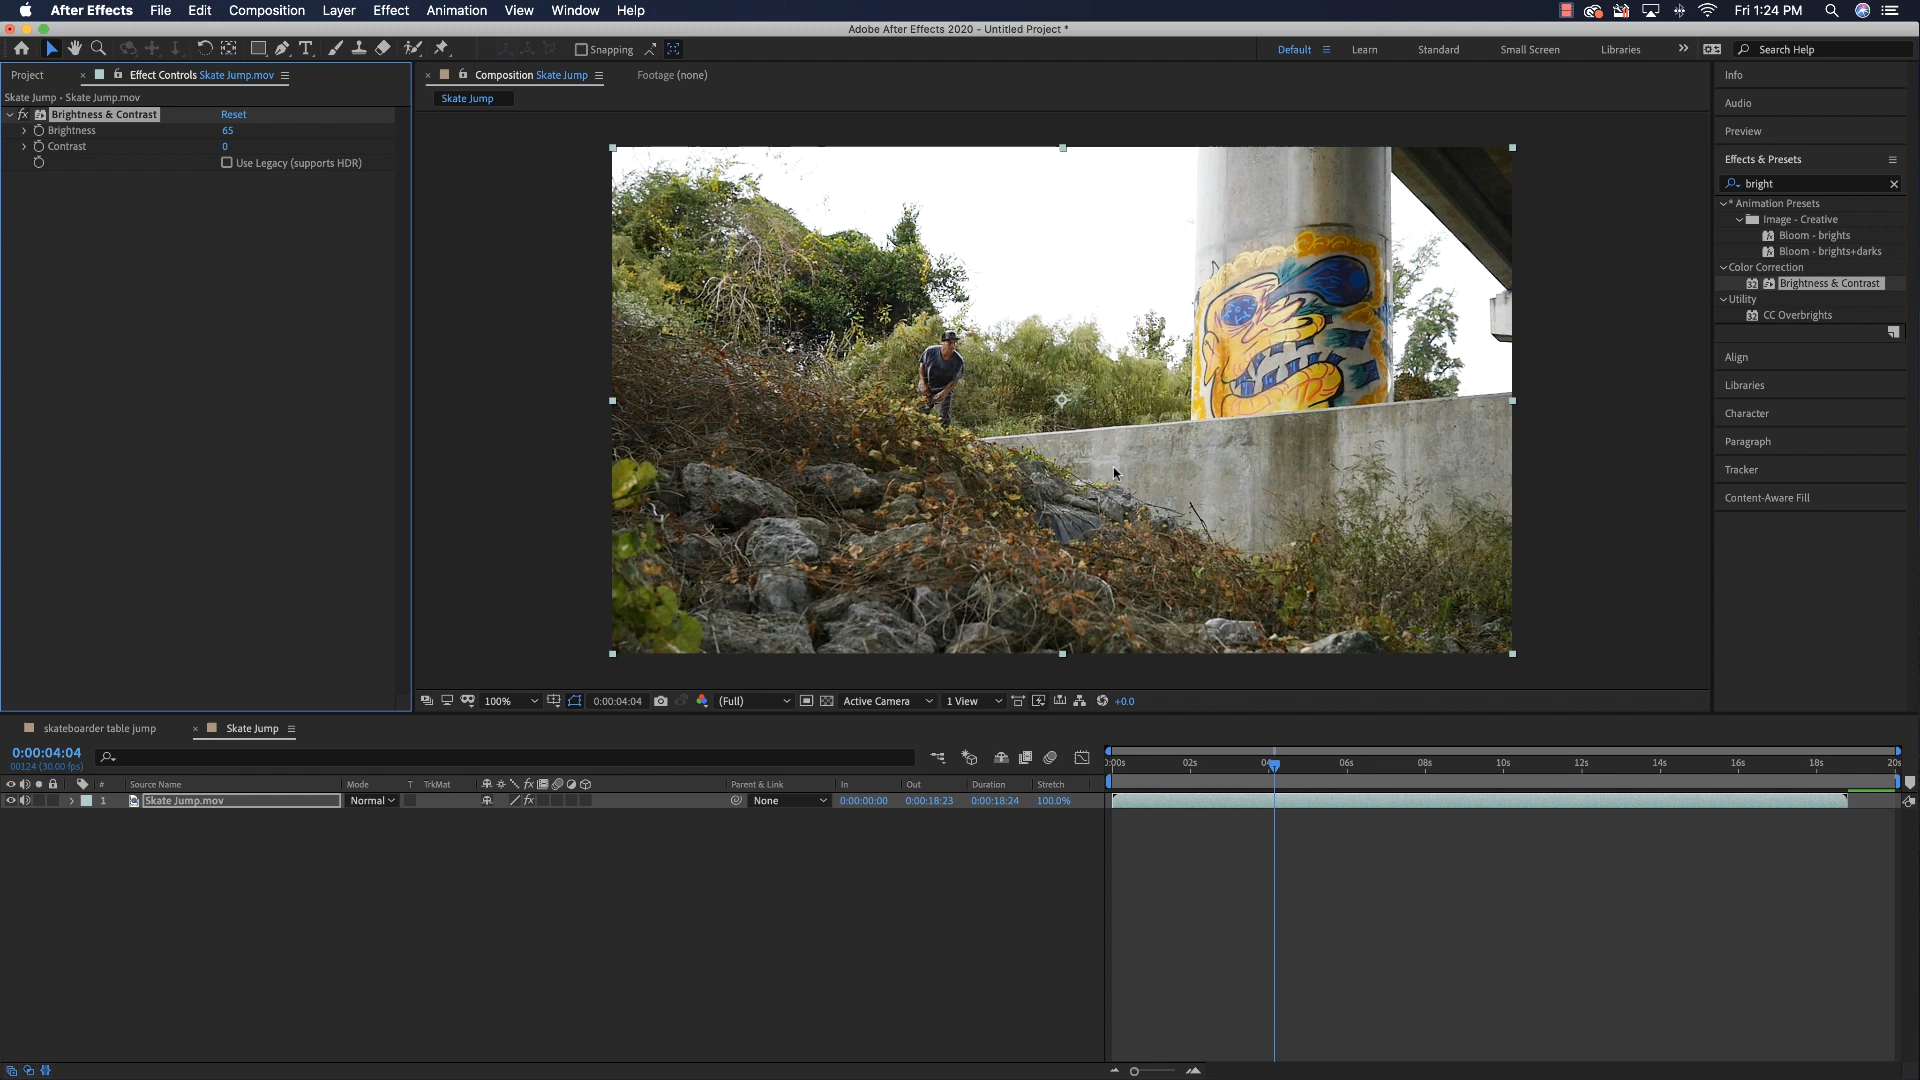 After Effects File Edit Composition Layer Effect Animation View Window Help Fri 1:24 PM
Adobe After Effects 2020 - Untitled Project *
Snapping Default Learn Standard Small Screen Libraries Search Help
Project Effect Controls Skate Jump.mov
Skate Jump • Skate Jump.mov
fx Brightness & Contrast Reset
Brightness 65
Contrast 0
Use Legacy (supports HDR)
Composition Skate Jump Footage (none)
Skate Jump
100% 0:00:04:04 (Full) Active Camera 1 View +0.0
Info
Audio
Preview
Effects & Presets
bright
* Animation Presets
Image - Creative
Bloom - brights
Bloom - brights+darks
Color Correction
Brightness & Contrast
Utility
CC Overbrights
Align
Libraries
Character
Paragraph
Tracker
Content-Aware Fill
skateboarder table jump Skate Jump
0:00:04:04
00124 (30.00 fps)
# Source Name Mode T TrkMat Parent & Link In Out Duration Stretch
1 Skate Jump.mov Normal None 0:00:00:00 0:00:18:23 0:00:18:24 100.0%
:00s 02s 04 06s 08s 10s 12s 14s 16s 18s 20s